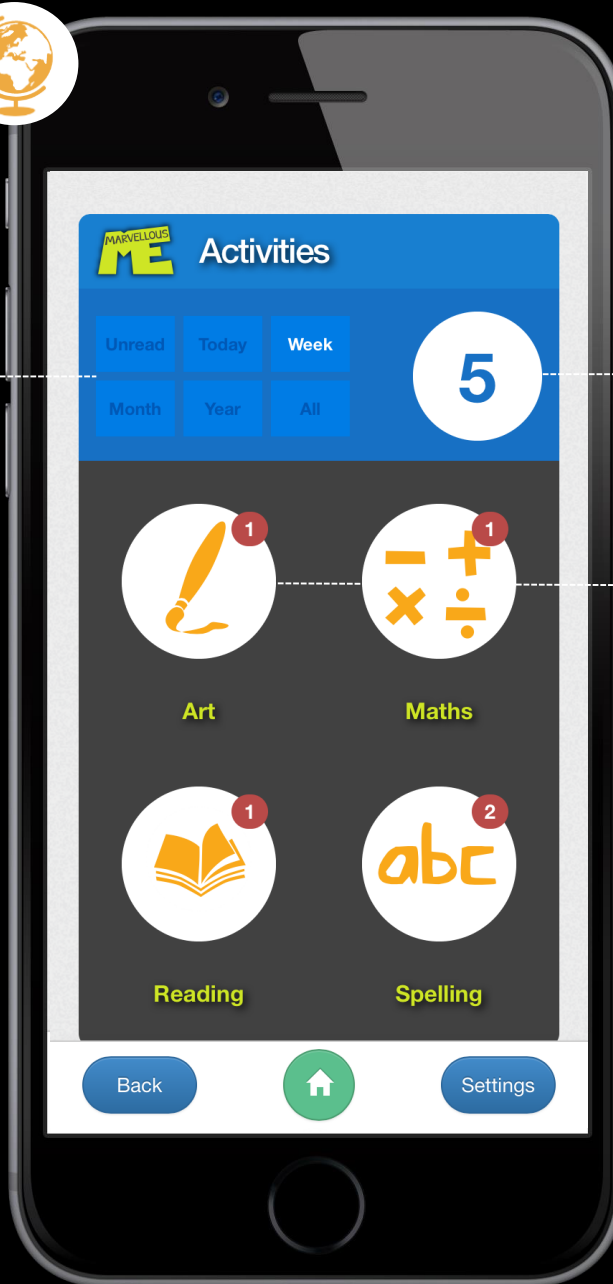 MARVELLOUS
ME
Activities
Unread Today Week
Month Year All
5
1 1
Art Maths
1 2
abc
Reading Spelling
Back Settings